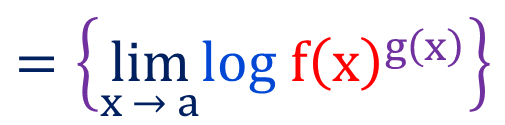 = { lim log f(x)^g(x) }
x → a